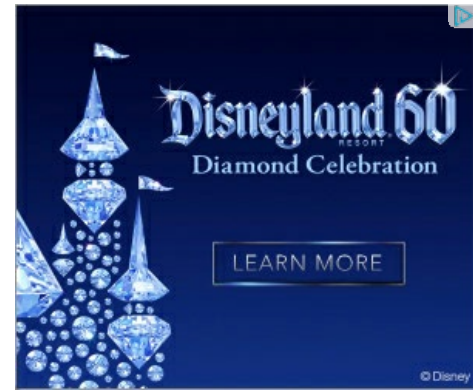 Disneyland 60
RESORT
Diamond Celebration
LEARN MORE
© Disney